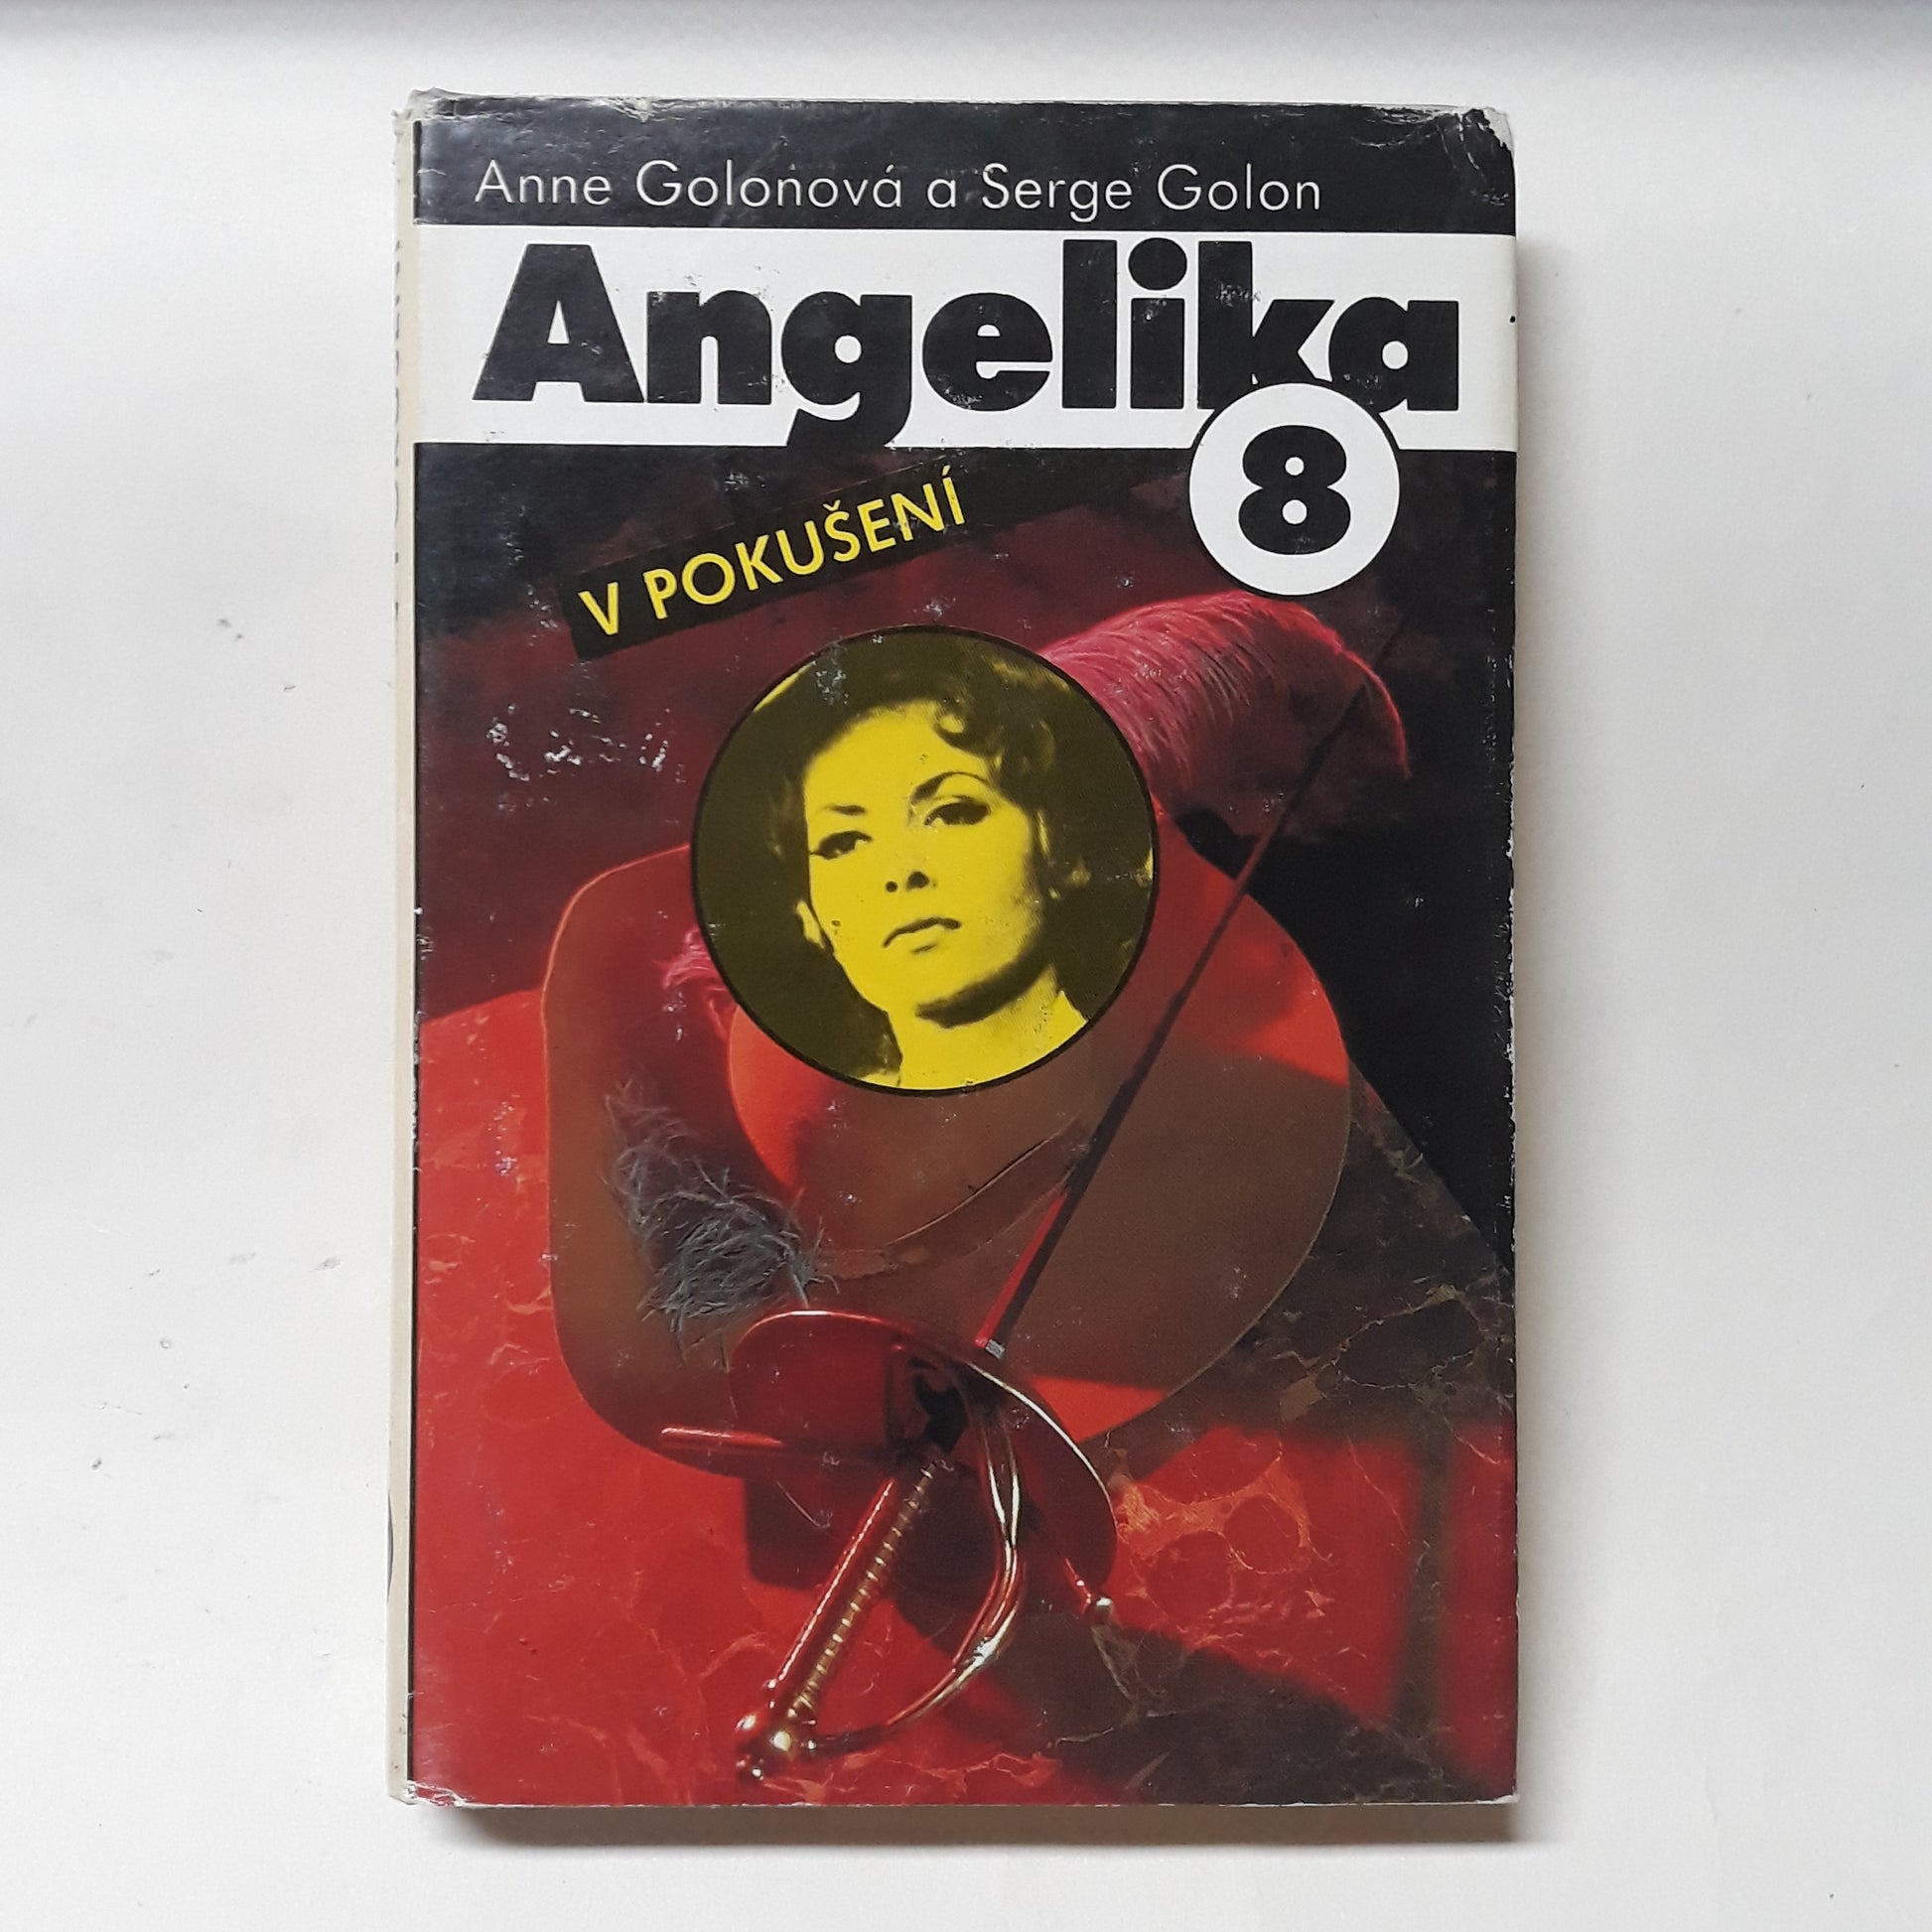 Anne Golonová a Serge Golon
Angelika
8
V POKUŠENÍ